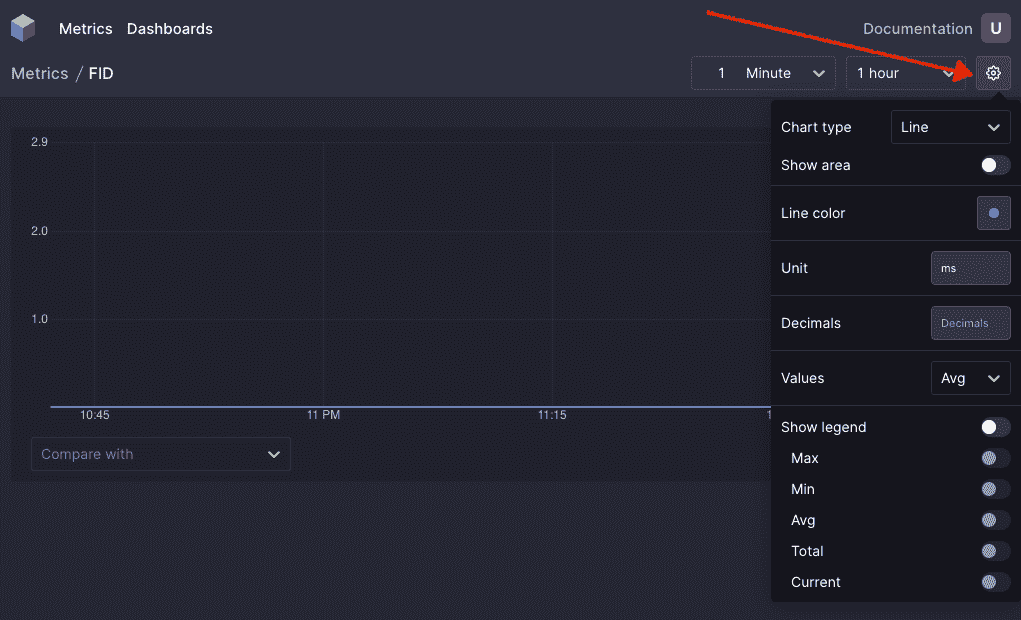 Metrics Dashboards Documentation U
Metrics / FID 1 Minute 1 hour
Chart type Line
Show area
Line color
Unit ms
Decimals Decimals
Values Avg
Show legend
Max
Min
Avg
Total
Current
2.9
2.0
1.0
10:45 11 PM 11:15
Compare with